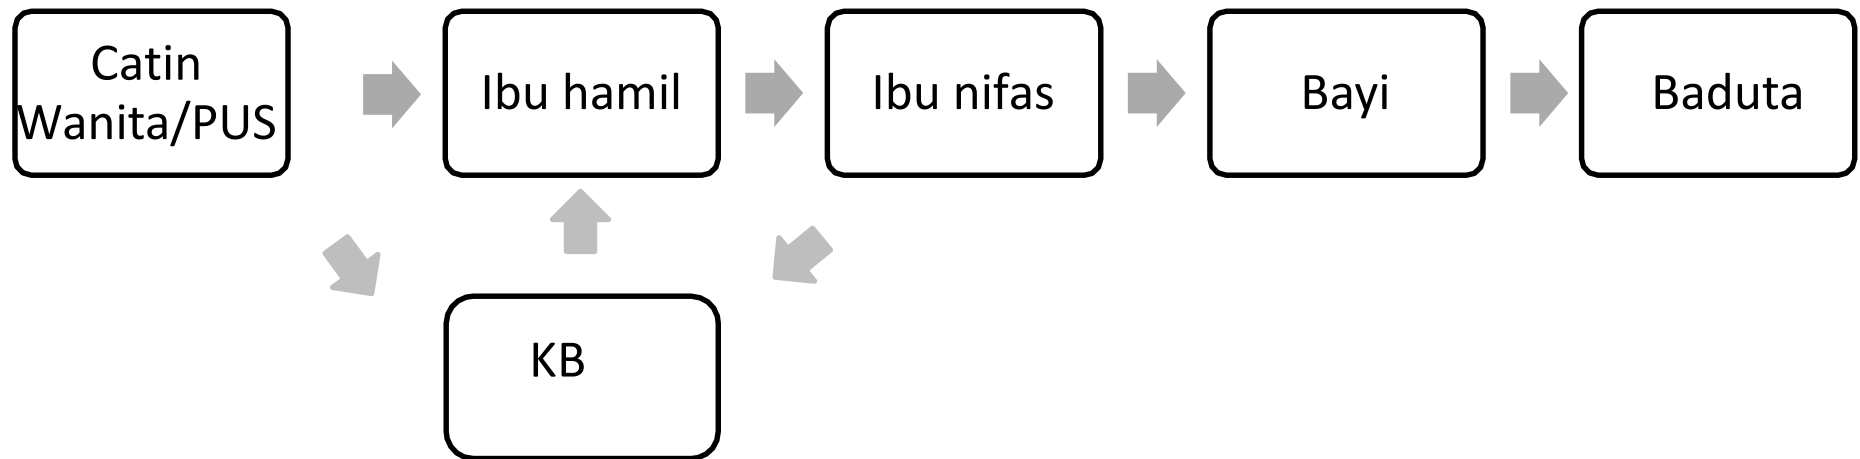 Catin
Wanita/PUS
Ibu hamil
Ibu nifas
Bayi
Baduta
KB